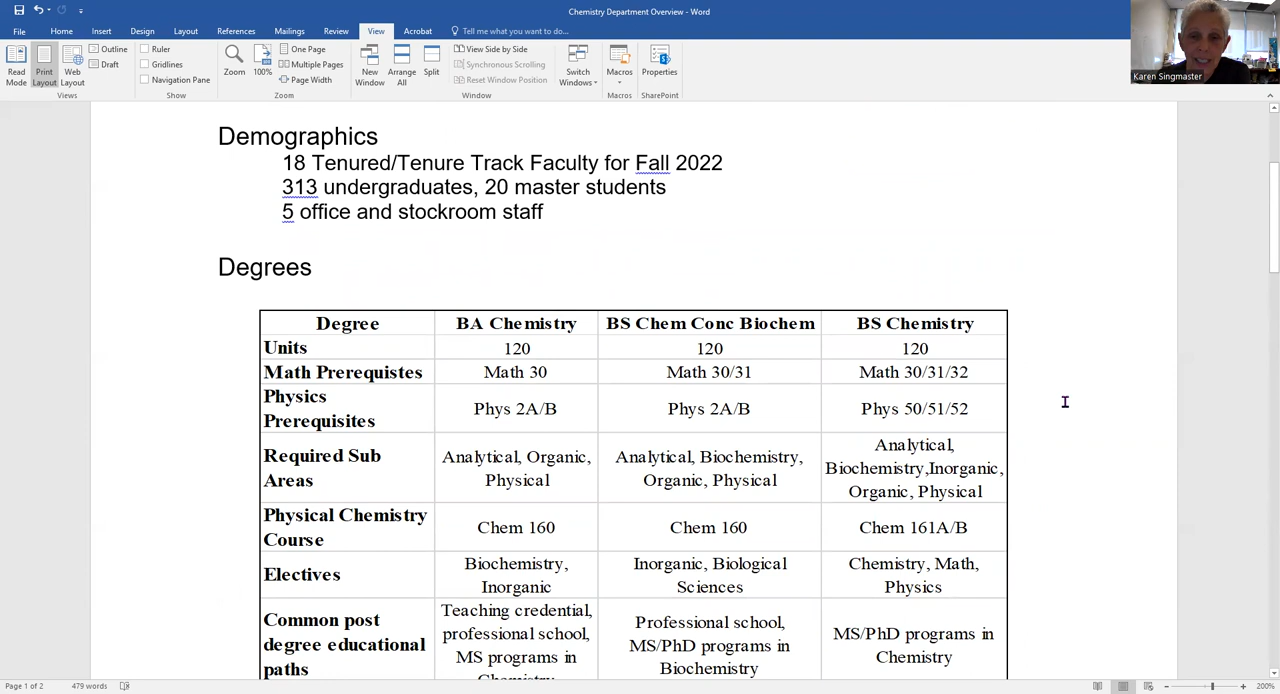 Chemistry Department Overview - Word
File Home Insert Design Layout References Mailings Review View Acrobat Tell me what you want to do...
Read Mode
Print Layout
Web Layout
Outline
Draft
Views
Ruler
Gridlines
Navigation Pane
Show
Zoom
100%
One Page
Multiple Pages
Page Width
Zoom
New Window
Arrange All
Split
View Side by Side
Synchronous Scrolling
Reset Window Position
Window
Switch Windows
Macros
Macros
Properties
SharePoint
Karen Singmaster
Demographics
18 Tenured/Tenure Track Faculty for Fall 2022
313 undergraduates, 20 master students
5 office and stockroom staff
Degrees
Degree BA Chemistry BS Chem Conc Biochem BS Chemistry
Units 120 120 120
Math Prerequistes Math 30 Math 30/31 Math 30/31/32
Physics
Prerequisites
Phys 2A/B Phys 2A/B Phys 50/51/52
Required Sub
Areas
Analytical, Organic,
Physical
Analytical, Biochemistry,
Organic, Physical
Analytical,
Biochemistry,Inorganic,
Organic, Physical
Physical Chemistry
Course
Chem 160 Chem 160 Chem 161A/B
Electives
Biochemistry,
Inorganic
Inorganic, Biological
Sciences
Chemistry, Math,
Physics
Common post
degree educational
paths
Teaching credential,
professional school,
MS programs in
Chemistry
Professional school,
MS/PhD programs in
Biochemistry
MS/PhD programs in
Chemistry
Page 1 of 2 479 words 200%